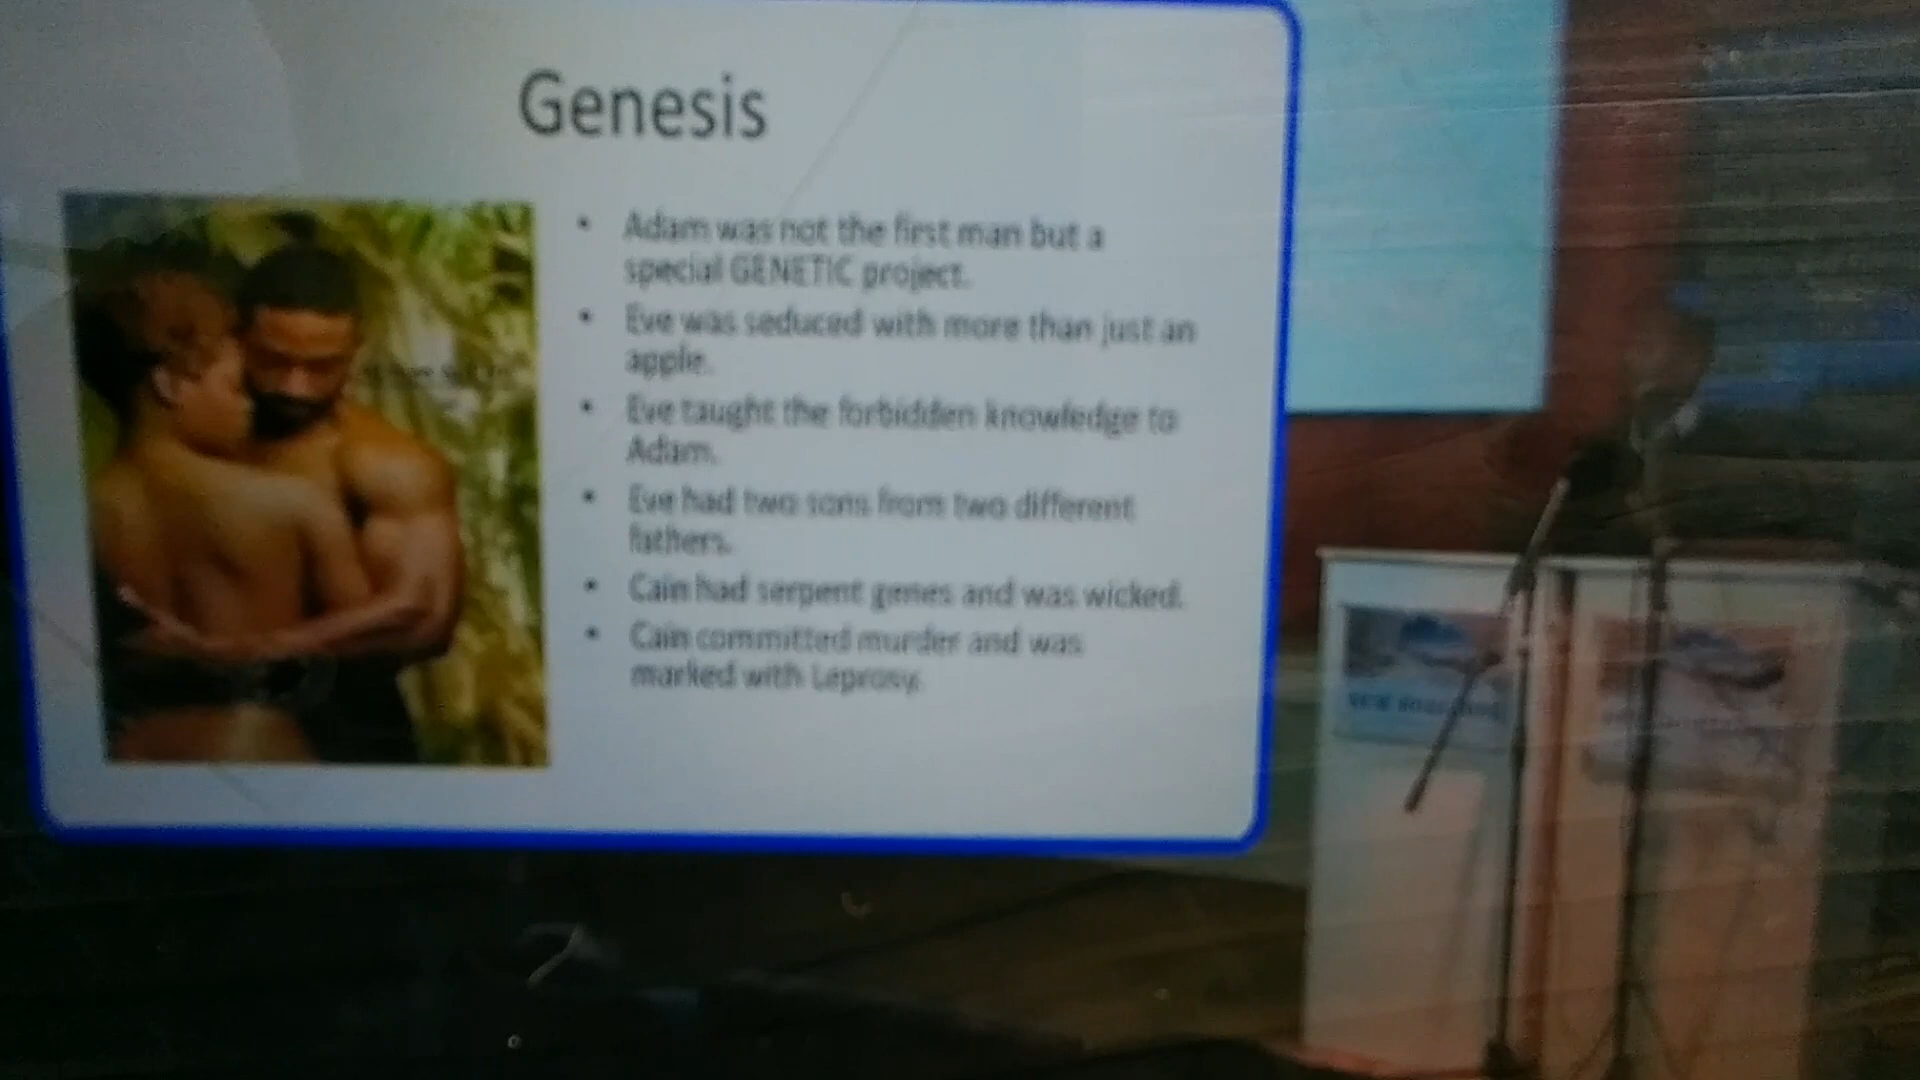 Genesis
• Adam was not the first man but a
special GENETIC project.
• Eve was seduced with more than just an
apple.
• Eve taught the forbidden knowledge to
Adam.
• Eve had two sons from two different
fathers.
• Cain had serpent genes and was wicked.
• Cain committed murder and was
marked with Leprosy.